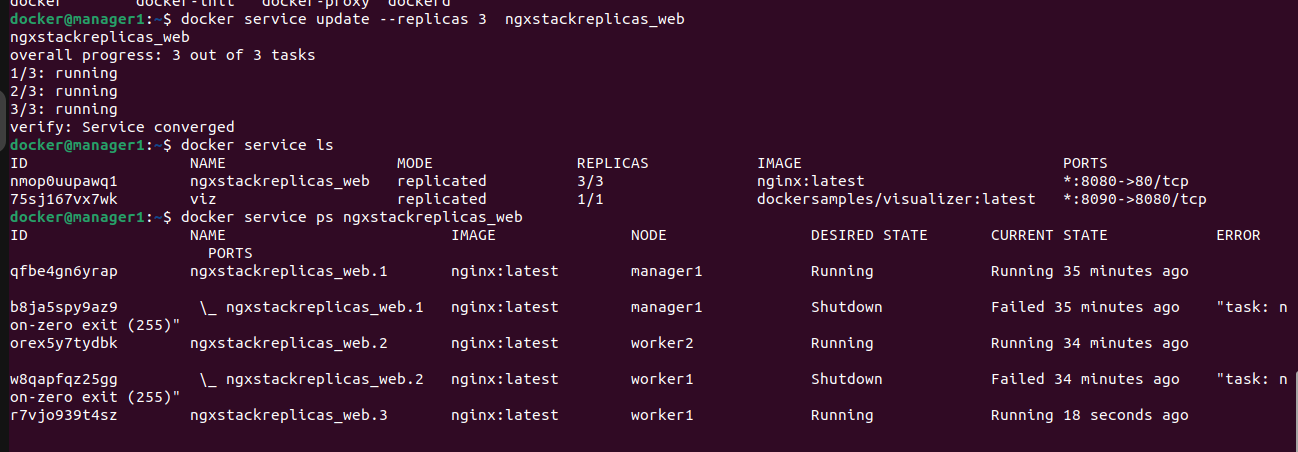 docker docker-init docker-proxy dockerd
docker@manager1:~$ docker service update --replicas 3  ngxstackreplicas_web
ngxstackreplicas_web
overall progress: 3 out of 3 tasks
1/3: running
2/3: running
3/3: running
verify: Service converged
docker@manager1:~$ docker service ls
ID                  NAME                   MODE                REPLICAS            IMAGE                             PORTS
nmop0uupawq1        ngxstackreplicas_web   replicated          3/3                 nginx:latest                      *:8080->80/tcp
75sj167vx7wk        viz                    replicated          1/1                 dockersamples/visualizer:latest   *:8090->8080/tcp
docker@manager1:~$ docker service ps ngxstackreplicas_web
ID                  NAME                         IMAGE               NODE                DESIRED STATE       CURRENT STATE            ERROR
                      PORTS
qfbe4gn6yrap        ngxstackreplicas_web.1       nginx:latest        manager1            Running             Running 35 minutes ago
b8ja5spy9az9         \_ ngxstackreplicas_web.1   nginx:latest        manager1            Shutdown            Failed 35 minutes ago    "task: n
on-zero exit (255)"
orex5y7tydbk        ngxstackreplicas_web.2       nginx:latest        worker2             Running             Running 34 minutes ago
w8qapfqz25gg         \_ ngxstackreplicas_web.2   nginx:latest        worker1             Shutdown            Failed 34 minutes ago    "task: n
on-zero exit (255)"
r7vjo939t4sz        ngxstackreplicas_web.3       nginx:latest        worker1             Running             Running 18 seconds ago